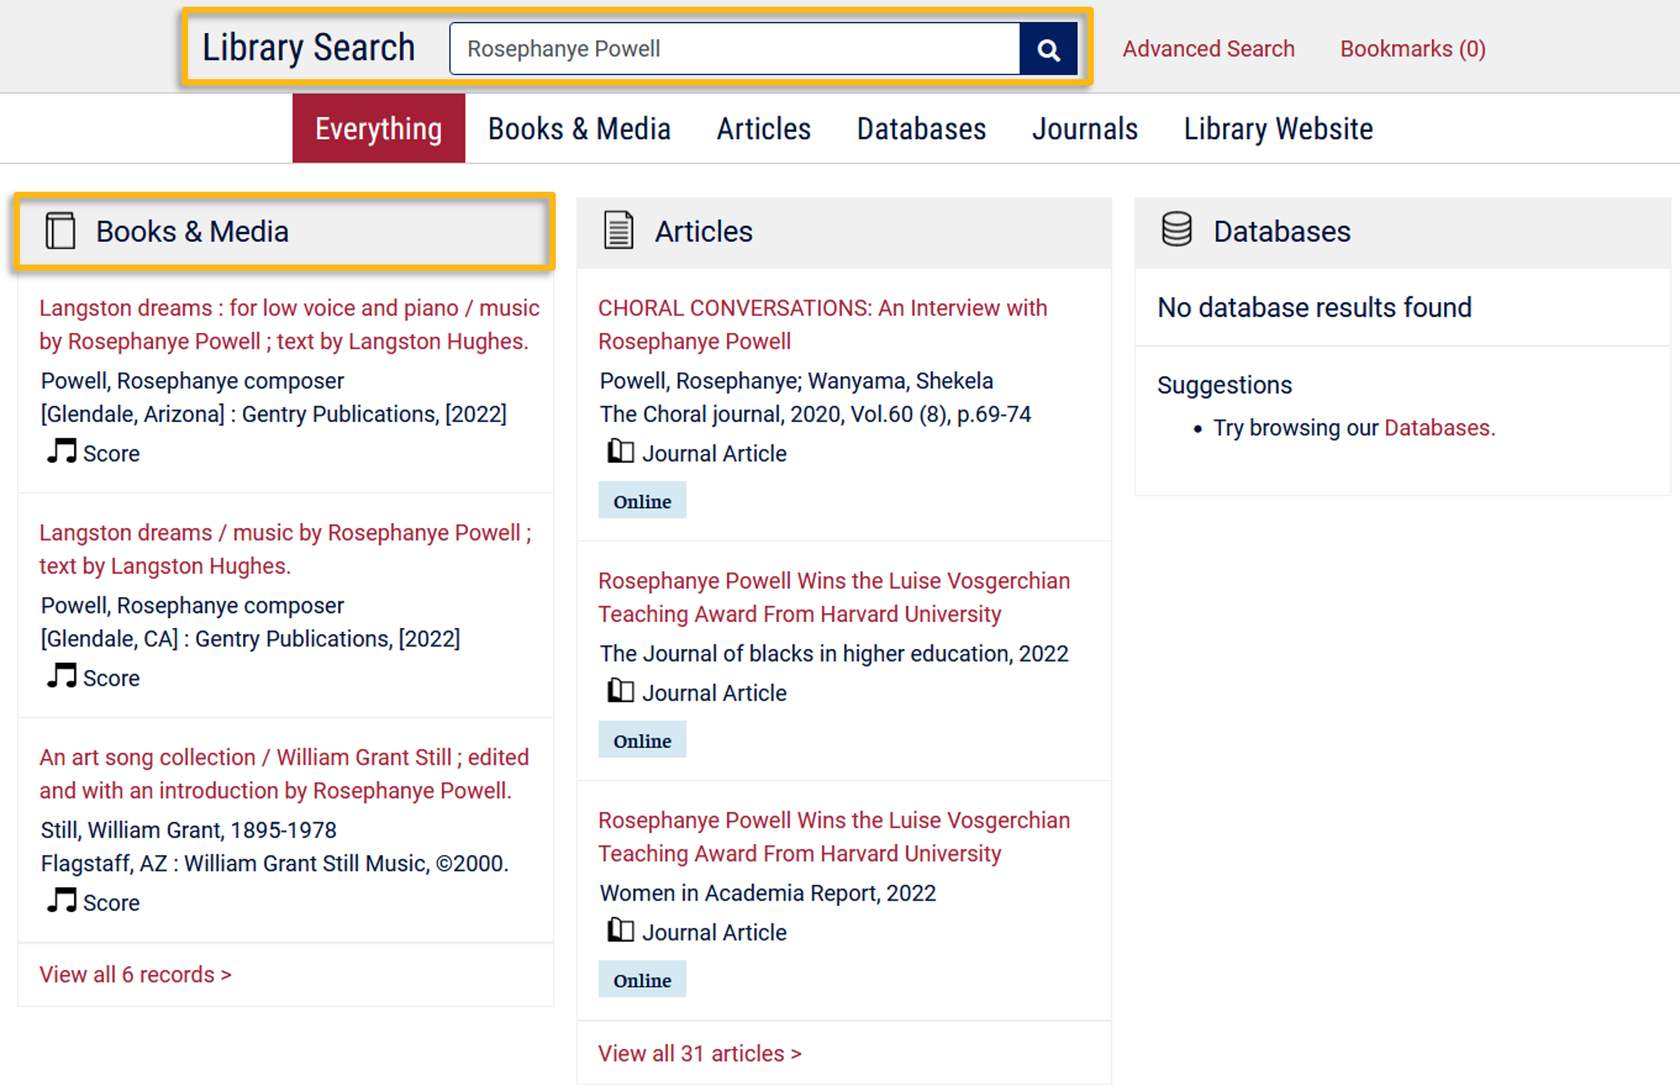 Library Search
Rosephanye Powell
Advanced Search
Bookmarks (0)
Everything
Books & Media
Articles
Databases
Journals
Library Website
Books & Media
Langston dreams : for low voice and piano / music
by Rosephanye Powell ; text by Langston Hughes.
Powell, Rosephanye composer
[Glendale, Arizona] : Gentry Publications, [2022]
Score
Langston dreams / music by Rosephanye Powell ;
text by Langston Hughes.
Powell, Rosephanye composer
[Glendale, CA] : Gentry Publications, [2022]
Score
An art song collection / William Grant Still ; edited
and with an introduction by Rosephanye Powell.
Still, William Grant, 1895-1978
Flagstaff, AZ : William Grant Still Music, ©2000.
Score
View all 6 records >
Articles
CHORAL CONVERSATIONS: An Interview with
Rosephanye Powell
Powell, Rosephanye; Wanyama, Shekela
The Choral journal, 2020, Vol.60 (8), p.69-74
Journal Article
Online
Rosephanye Powell Wins the Luise Vosgerchian
Teaching Award From Harvard University
The Journal of blacks in higher education, 2022
Journal Article
Online
Rosephanye Powell Wins the Luise Vosgerchian
Teaching Award From Harvard University
Women in Academia Report, 2022
Journal Article
Online
View all 31 articles >
Databases
No database results found
Suggestions
• Try browsing our Databases.